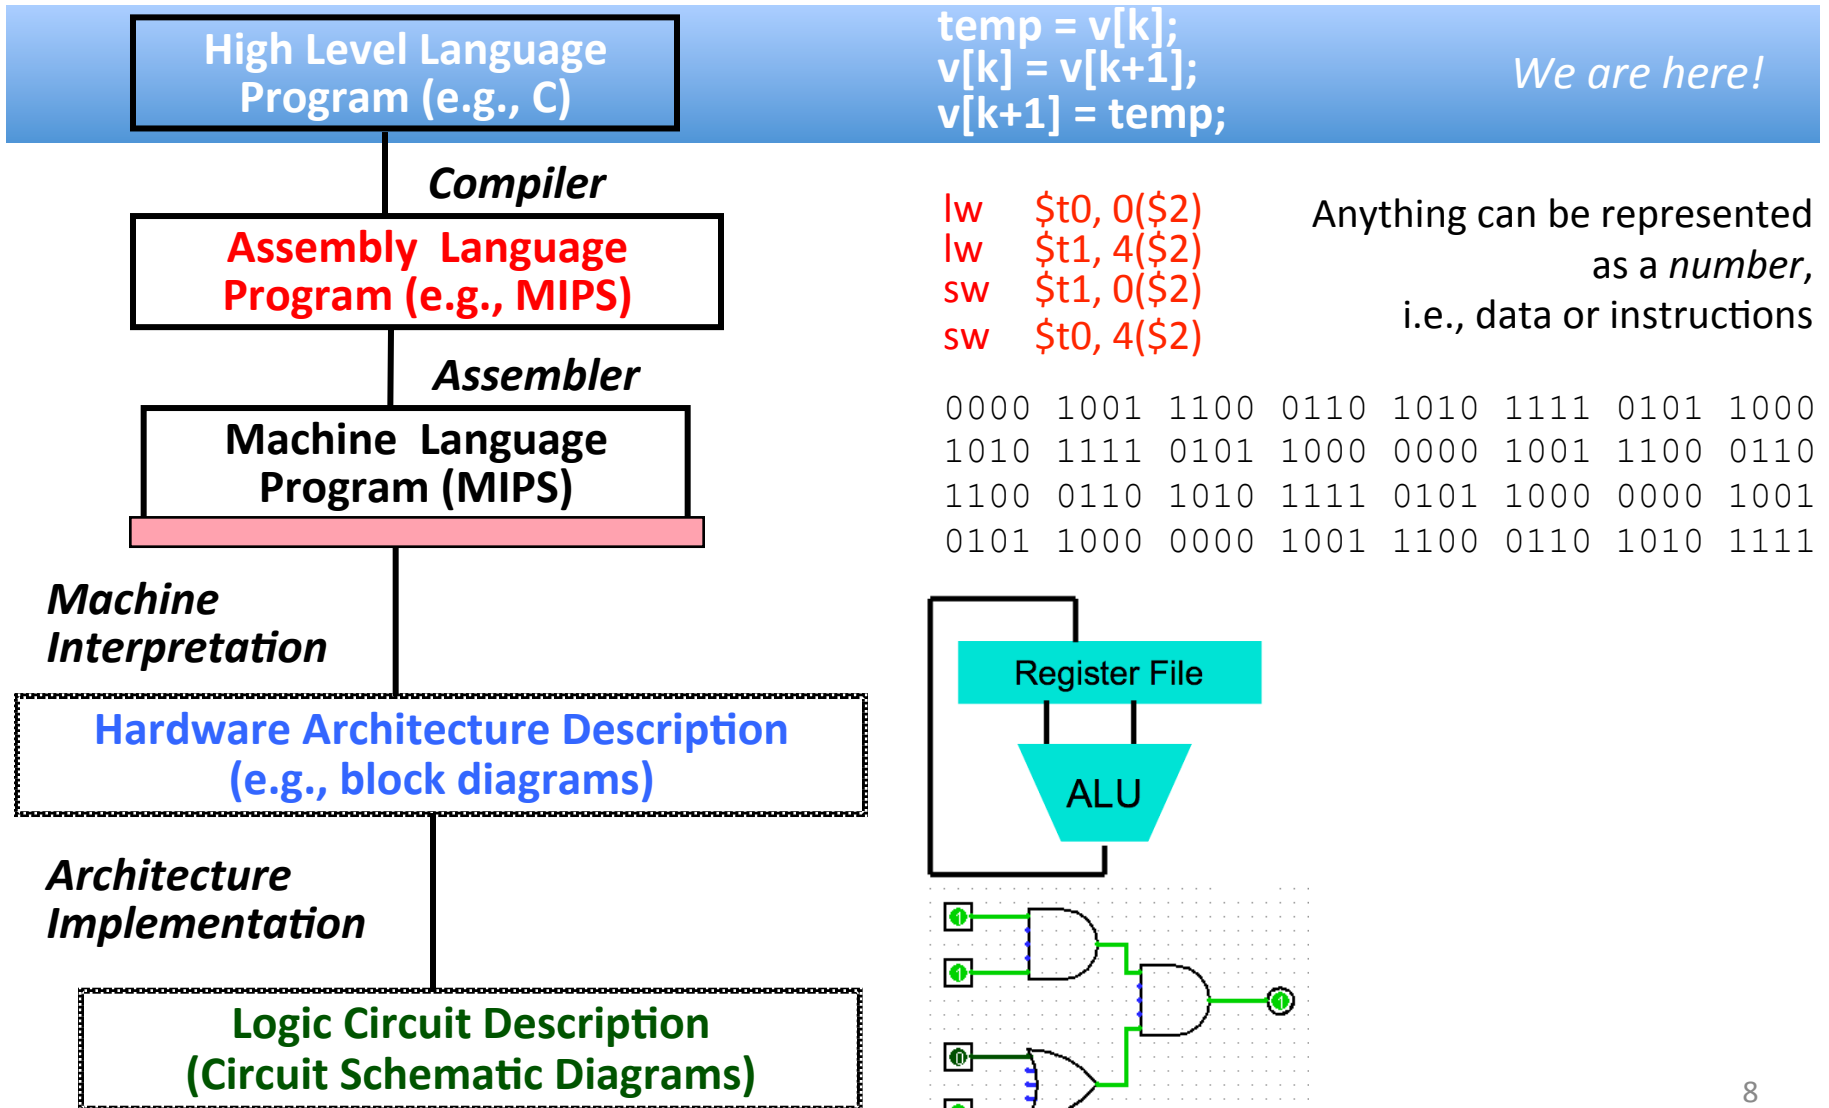 High Level Language
Program (e.g., C)
temp = v[k];
v[k] = v[k+1];
v[k+1] = temp;
We are here!
Compiler
Assembly Language
Program (e.g., MIPS)
lw $t0, 0($2)
lw $t1, 4($2)
sw $t1, 0($2)
sw $t0, 4($2)
Anything can be represented
as a number,
i.e., data or instructions
Assembler
Machine Language
Program (MIPS)
0000 1001 1100 0110 1010 1111 0101 1000
1010 1111 0101 1000 0000 1001 1100 0110
1100 0110 1010 1111 0101 1000 0000 1001
0101 1000 0000 1001 1100 0110 1010 1111
Machine
Interpretation
Register File
ALU
Hardware Architecture Description
(e.g., block diagrams)
Architecture
Implementation
1
1
1
0
Logic Circuit Description
(Circuit Schematic Diagrams)
8